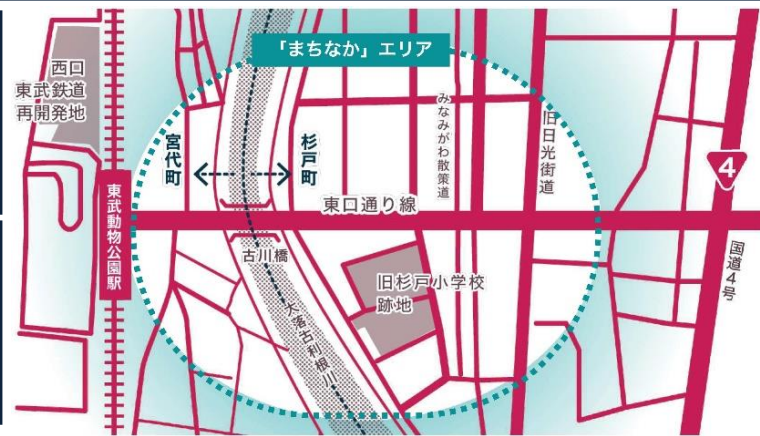 「まちなか」エリア
西口
東武鉄道
再開発地
みなみがわ散策道
旧日光街道
宮代町
杉戸町
4
東口通り線
東武動物公園駅
古川橋
国道4号
旧杉戸小学校
跡地
大落古利根川